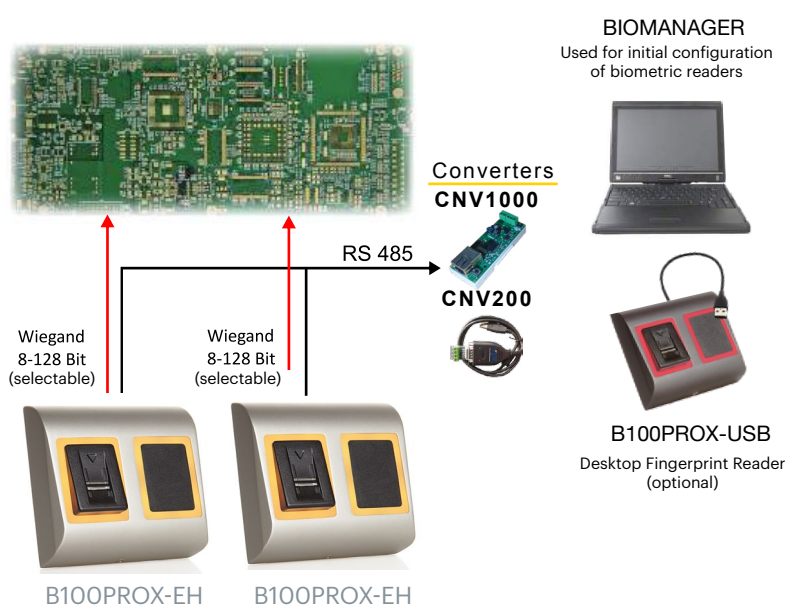 BIOMANAGER
Used for initial configuration
of biometric readers
Converters
CNV1000
RS 485
CNV200
Wiegand
8-128 Bit
(selectable)
Wiegand
8-128 Bit
(selectable)
B100PROX-USB
Desktop Fingerprint Reader
(optional)
B100PROX-EH
B100PROX-EH